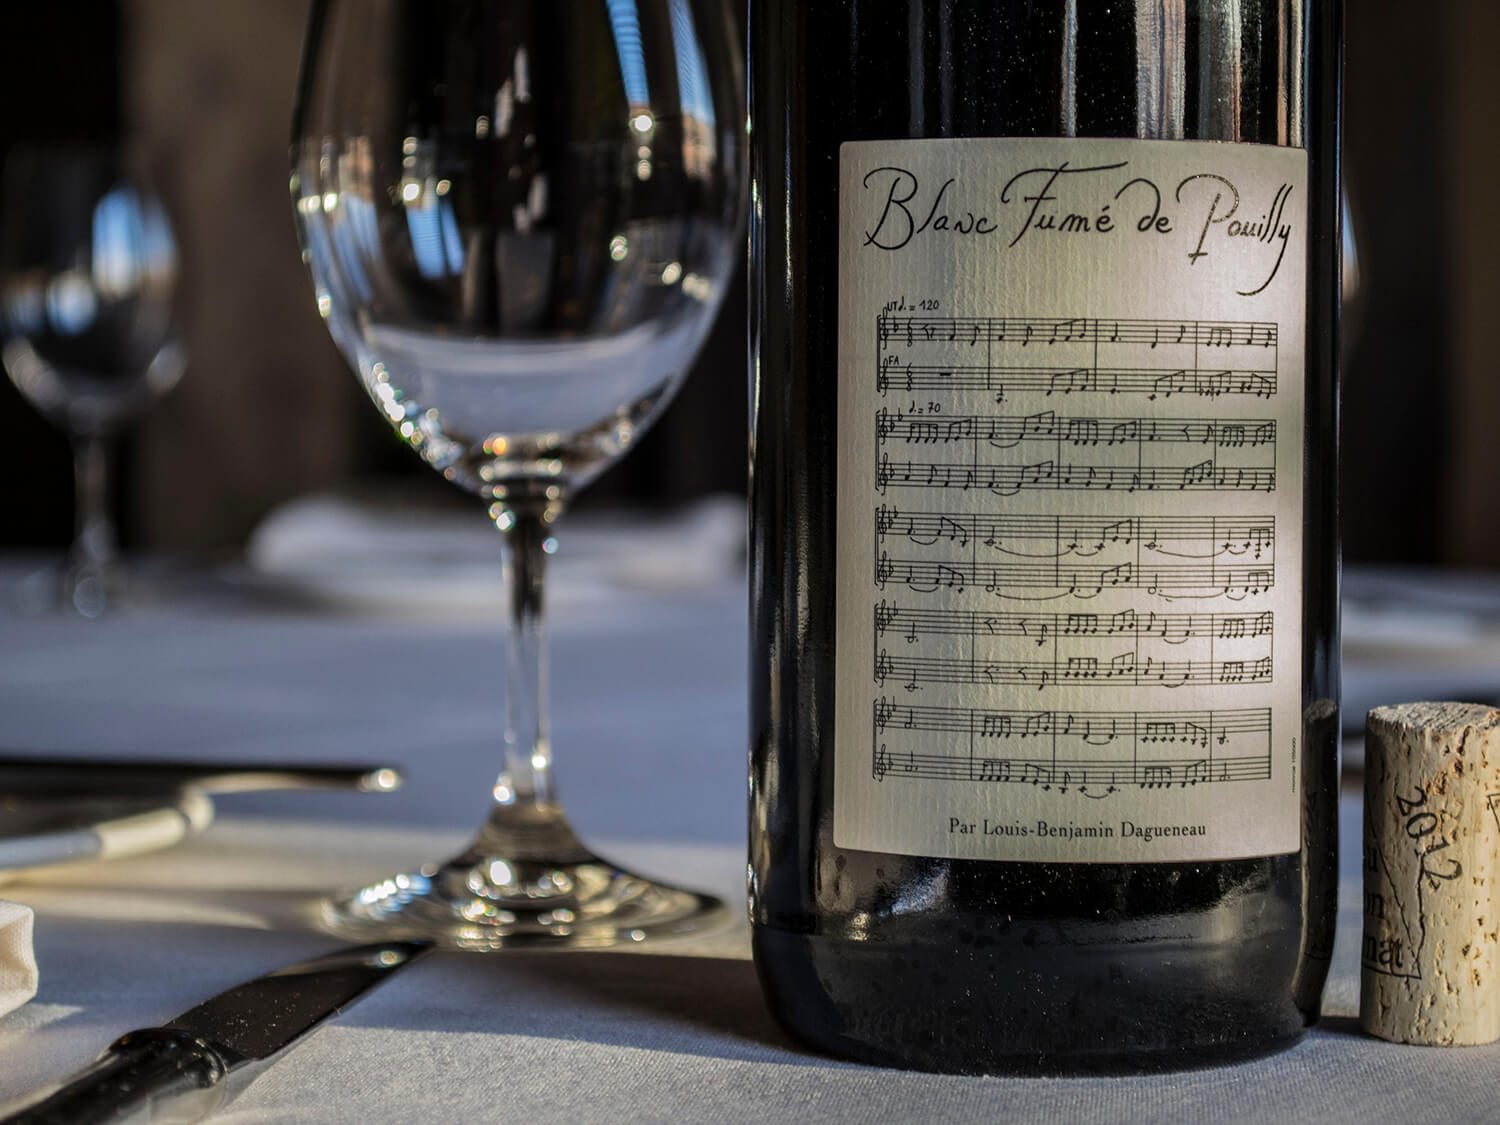 Blanc Fumé de Pouilly
UT ♩. = 120
FA
♩. = 70
Par Louis-Benjamin Dagueneau
2012